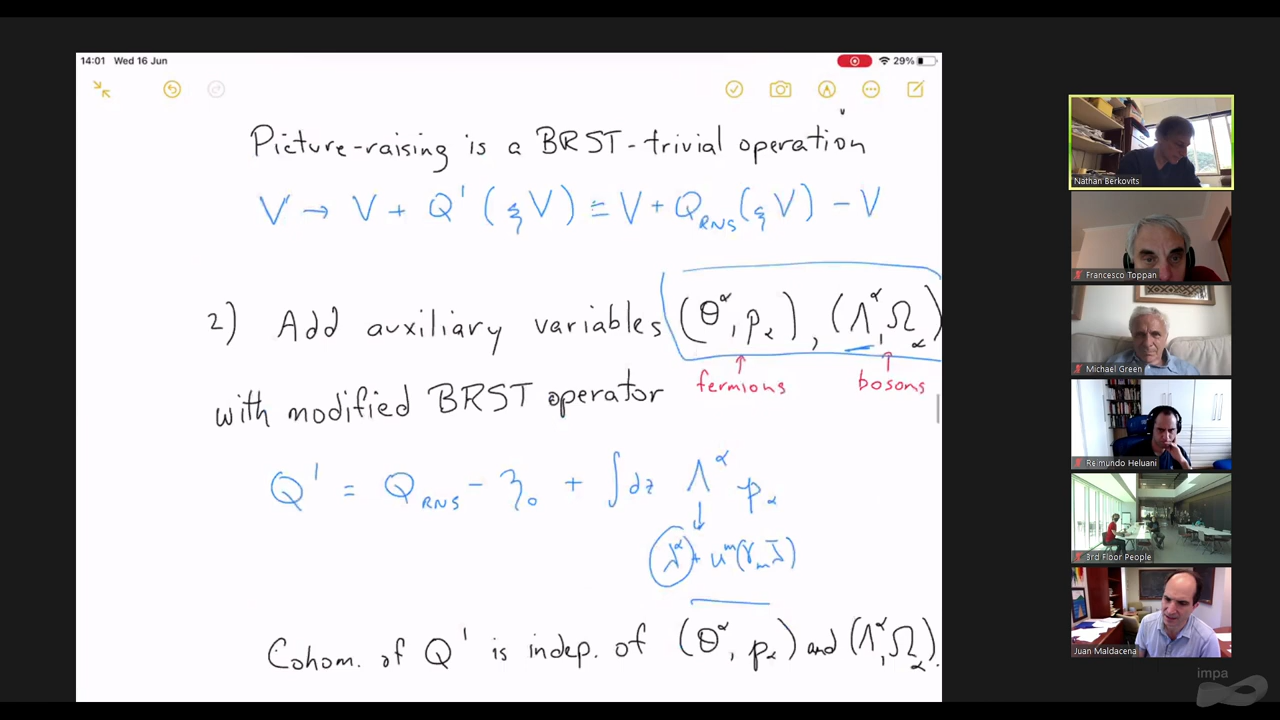 14:01 Wed 16 Jun
29%
Picture-raising is a BRST-trivial operation
V → V + Q' (ξV) = V + Q_RNS (ξV) - V
2) Add auxiliary variables (θ^α, p_α), (Λ^α, Ω_α)
fermions bosons
with modified BRST operator
Q' = Q_RNS - η_0 + ∫dz Λ^α p_α
λ^α + u^m(γ_m λ̄)
Cohom. of Q' is indep. of (θ^α, p_α) and (Λ^α, Ω_α).
Nathan Berkovits
Francesco Toppan
Michael Green
Reimundo Heluani
3rd Floor People
Juan Maldacena
impa